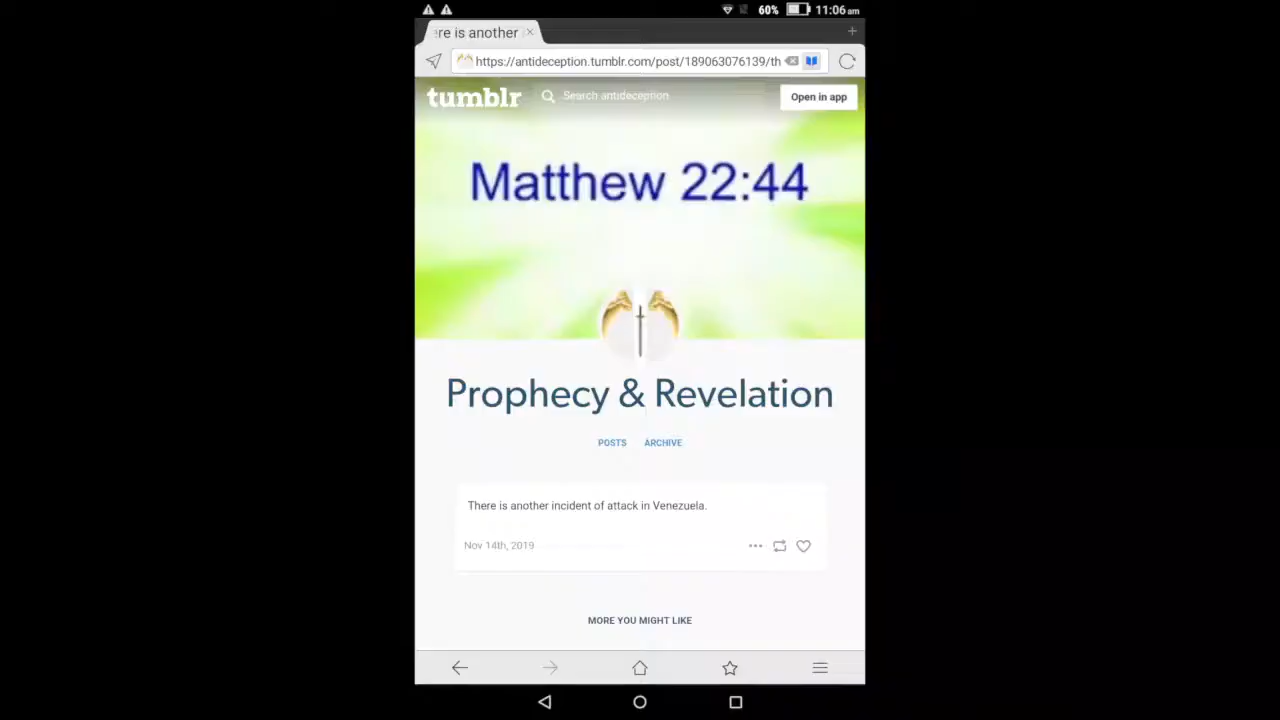 60% 11:06 am
ere is another
https://antideception.tumblr.com/post/189063076139/th
tumblr Search antideception Open in app
Matthew 22:44
Prophecy & Revelation
POSTS ARCHIVE
There is another incident of attack in Venezuela.
Nov 14th, 2019
MORE YOU MIGHT LIKE